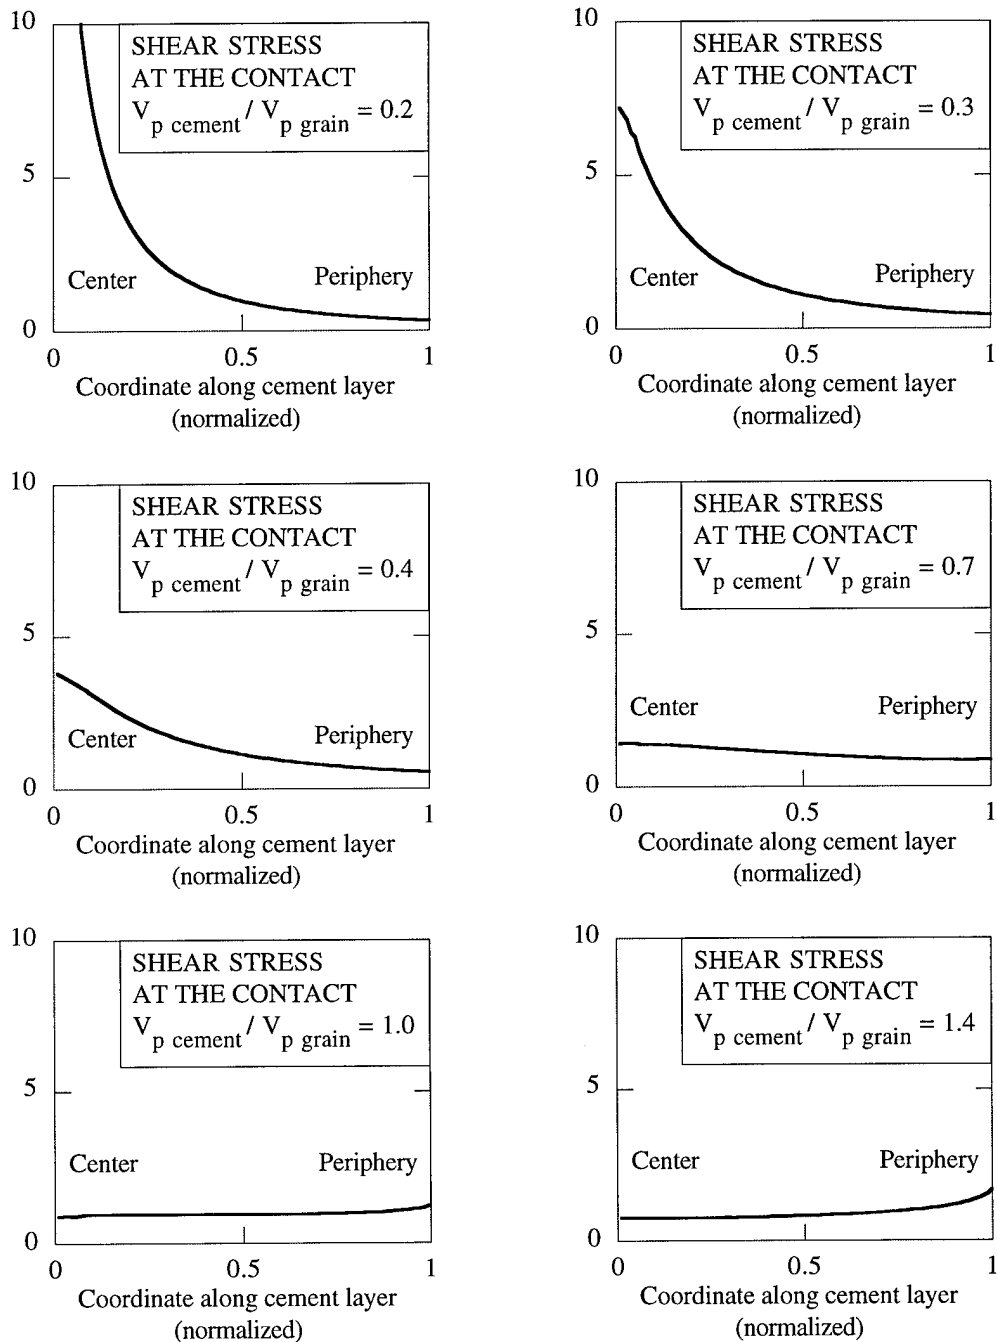 10
SHEAR STRESS
AT THE CONTACT
V p cement / V p grain = 0.2
5
Center
Periphery
0
0
0.5
1
Coordinate along cement layer
(normalized)
10
SHEAR STRESS
AT THE CONTACT
V p cement / V p grain = 0.3
5
Center
Periphery
0
0
0.5
1
Coordinate along cement layer
(normalized)
10
SHEAR STRESS
AT THE CONTACT
V p cement / V p grain = 0.4
5
Center
Periphery
0
0
0.5
1
Coordinate along cement layer
(normalized)
10
SHEAR STRESS
AT THE CONTACT
V p cement / V p grain = 0.7
5
Center
Periphery
0
0
0.5
1
Coordinate along cement layer
(normalized)
10
SHEAR STRESS
AT THE CONTACT
V p cement / V p grain = 1.0
5
Center
Periphery
0
0
0.5
1
Coordinate along cement layer
(normalized)
10
SHEAR STRESS
AT THE CONTACT
V p cement / V p grain = 1.4
5
Center
Periphery
0
0
0.5
1
Coordinate along cement layer
(normalized)